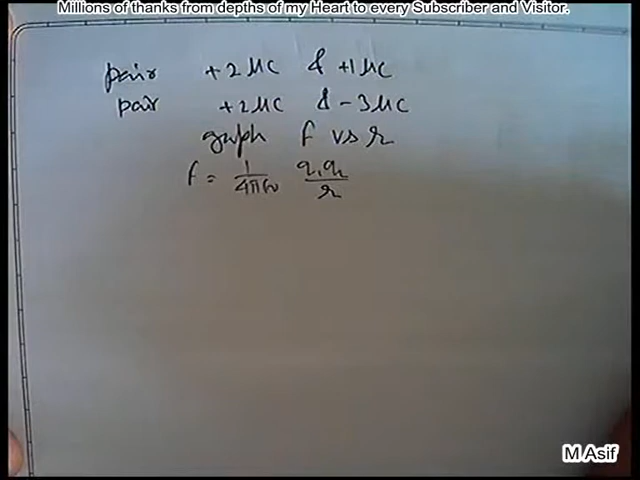 Millions of thanks from depths of my Heart to every Subscriber and Visitor.
pair +2 μC & +1 μC
pair +2 μC & -3 μC
graph F vs r
F = 1/4πε₀ q₁q₂/r
M Asif